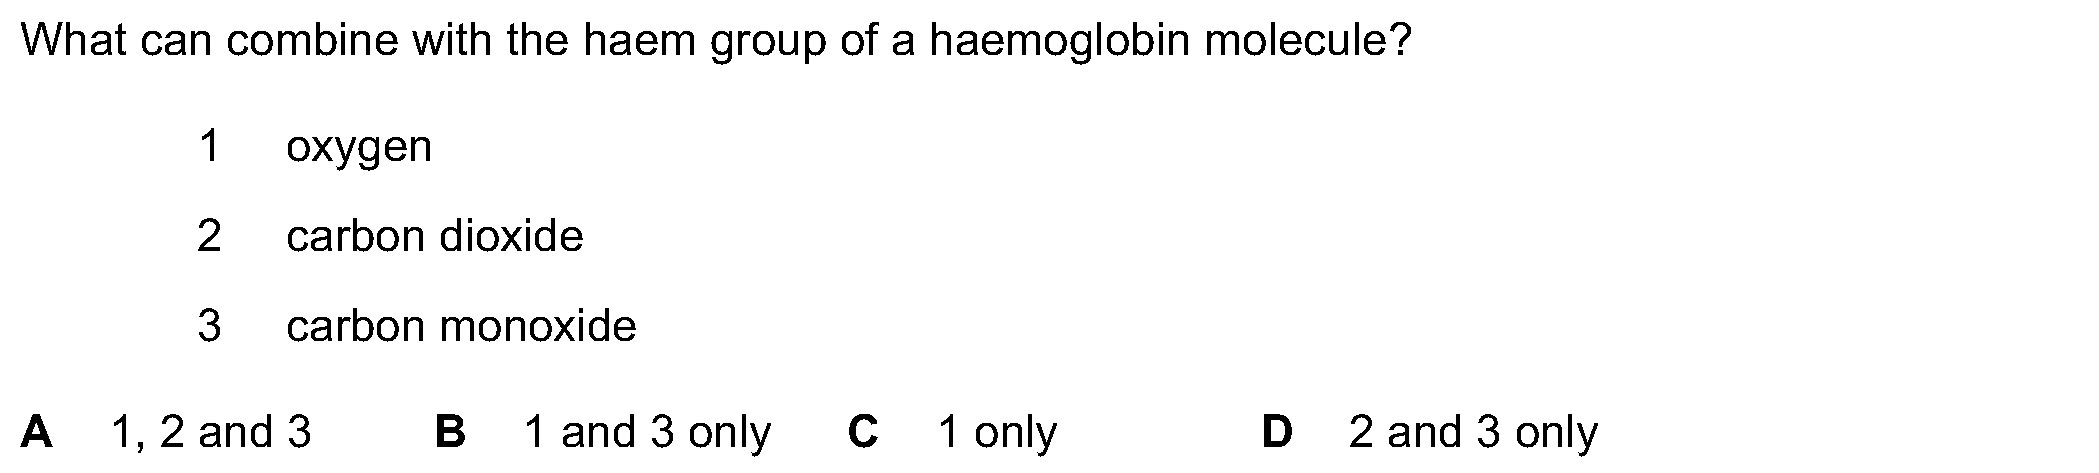 What can combine with the haem group of a haemoglobin molecule?
1 oxygen
2 carbon dioxide
3 carbon monoxide
A 1, 2 and 3 B 1 and 3 only C 1 only D 2 and 3 only